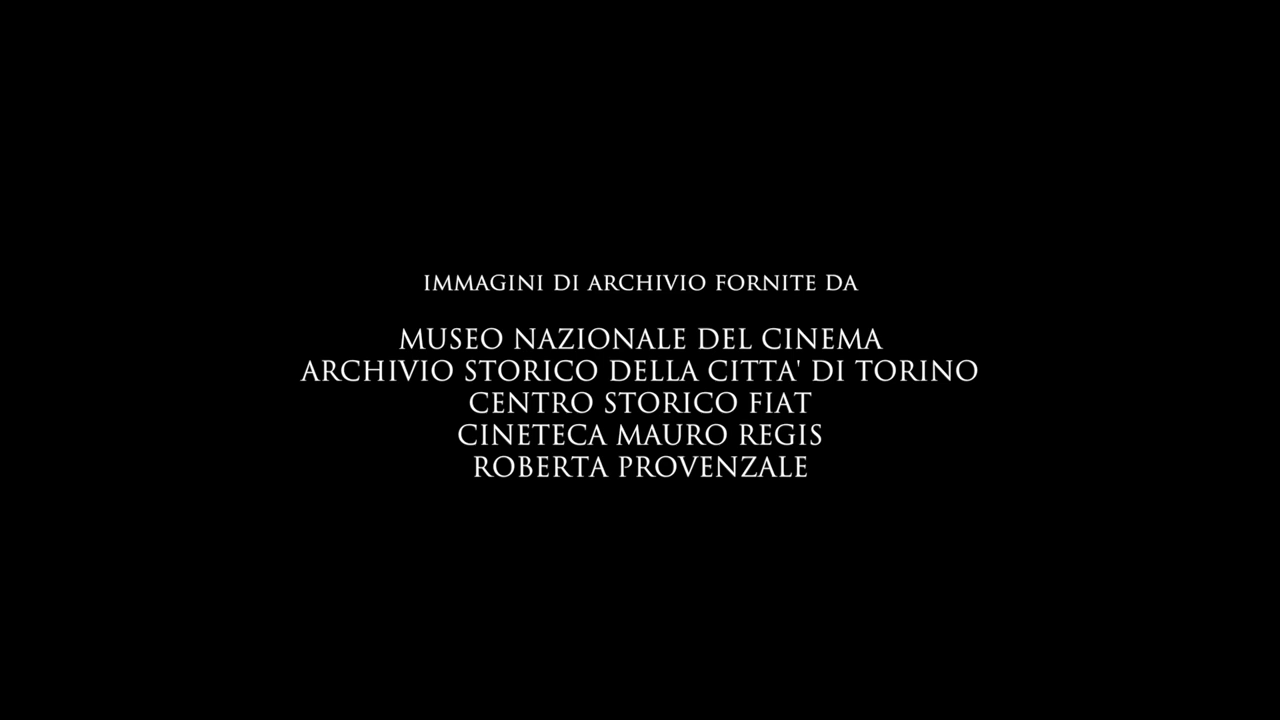 IMMAGINI DI ARCHIVIO FORNITE DA
MUSEO NAZIONALE DEL CINEMA
ARCHIVIO STORICO DELLA CITTA' DI TORINO
CENTRO STORICO FIAT
CINETECA MAURO REGIS
ROBERTA PROVENZALE